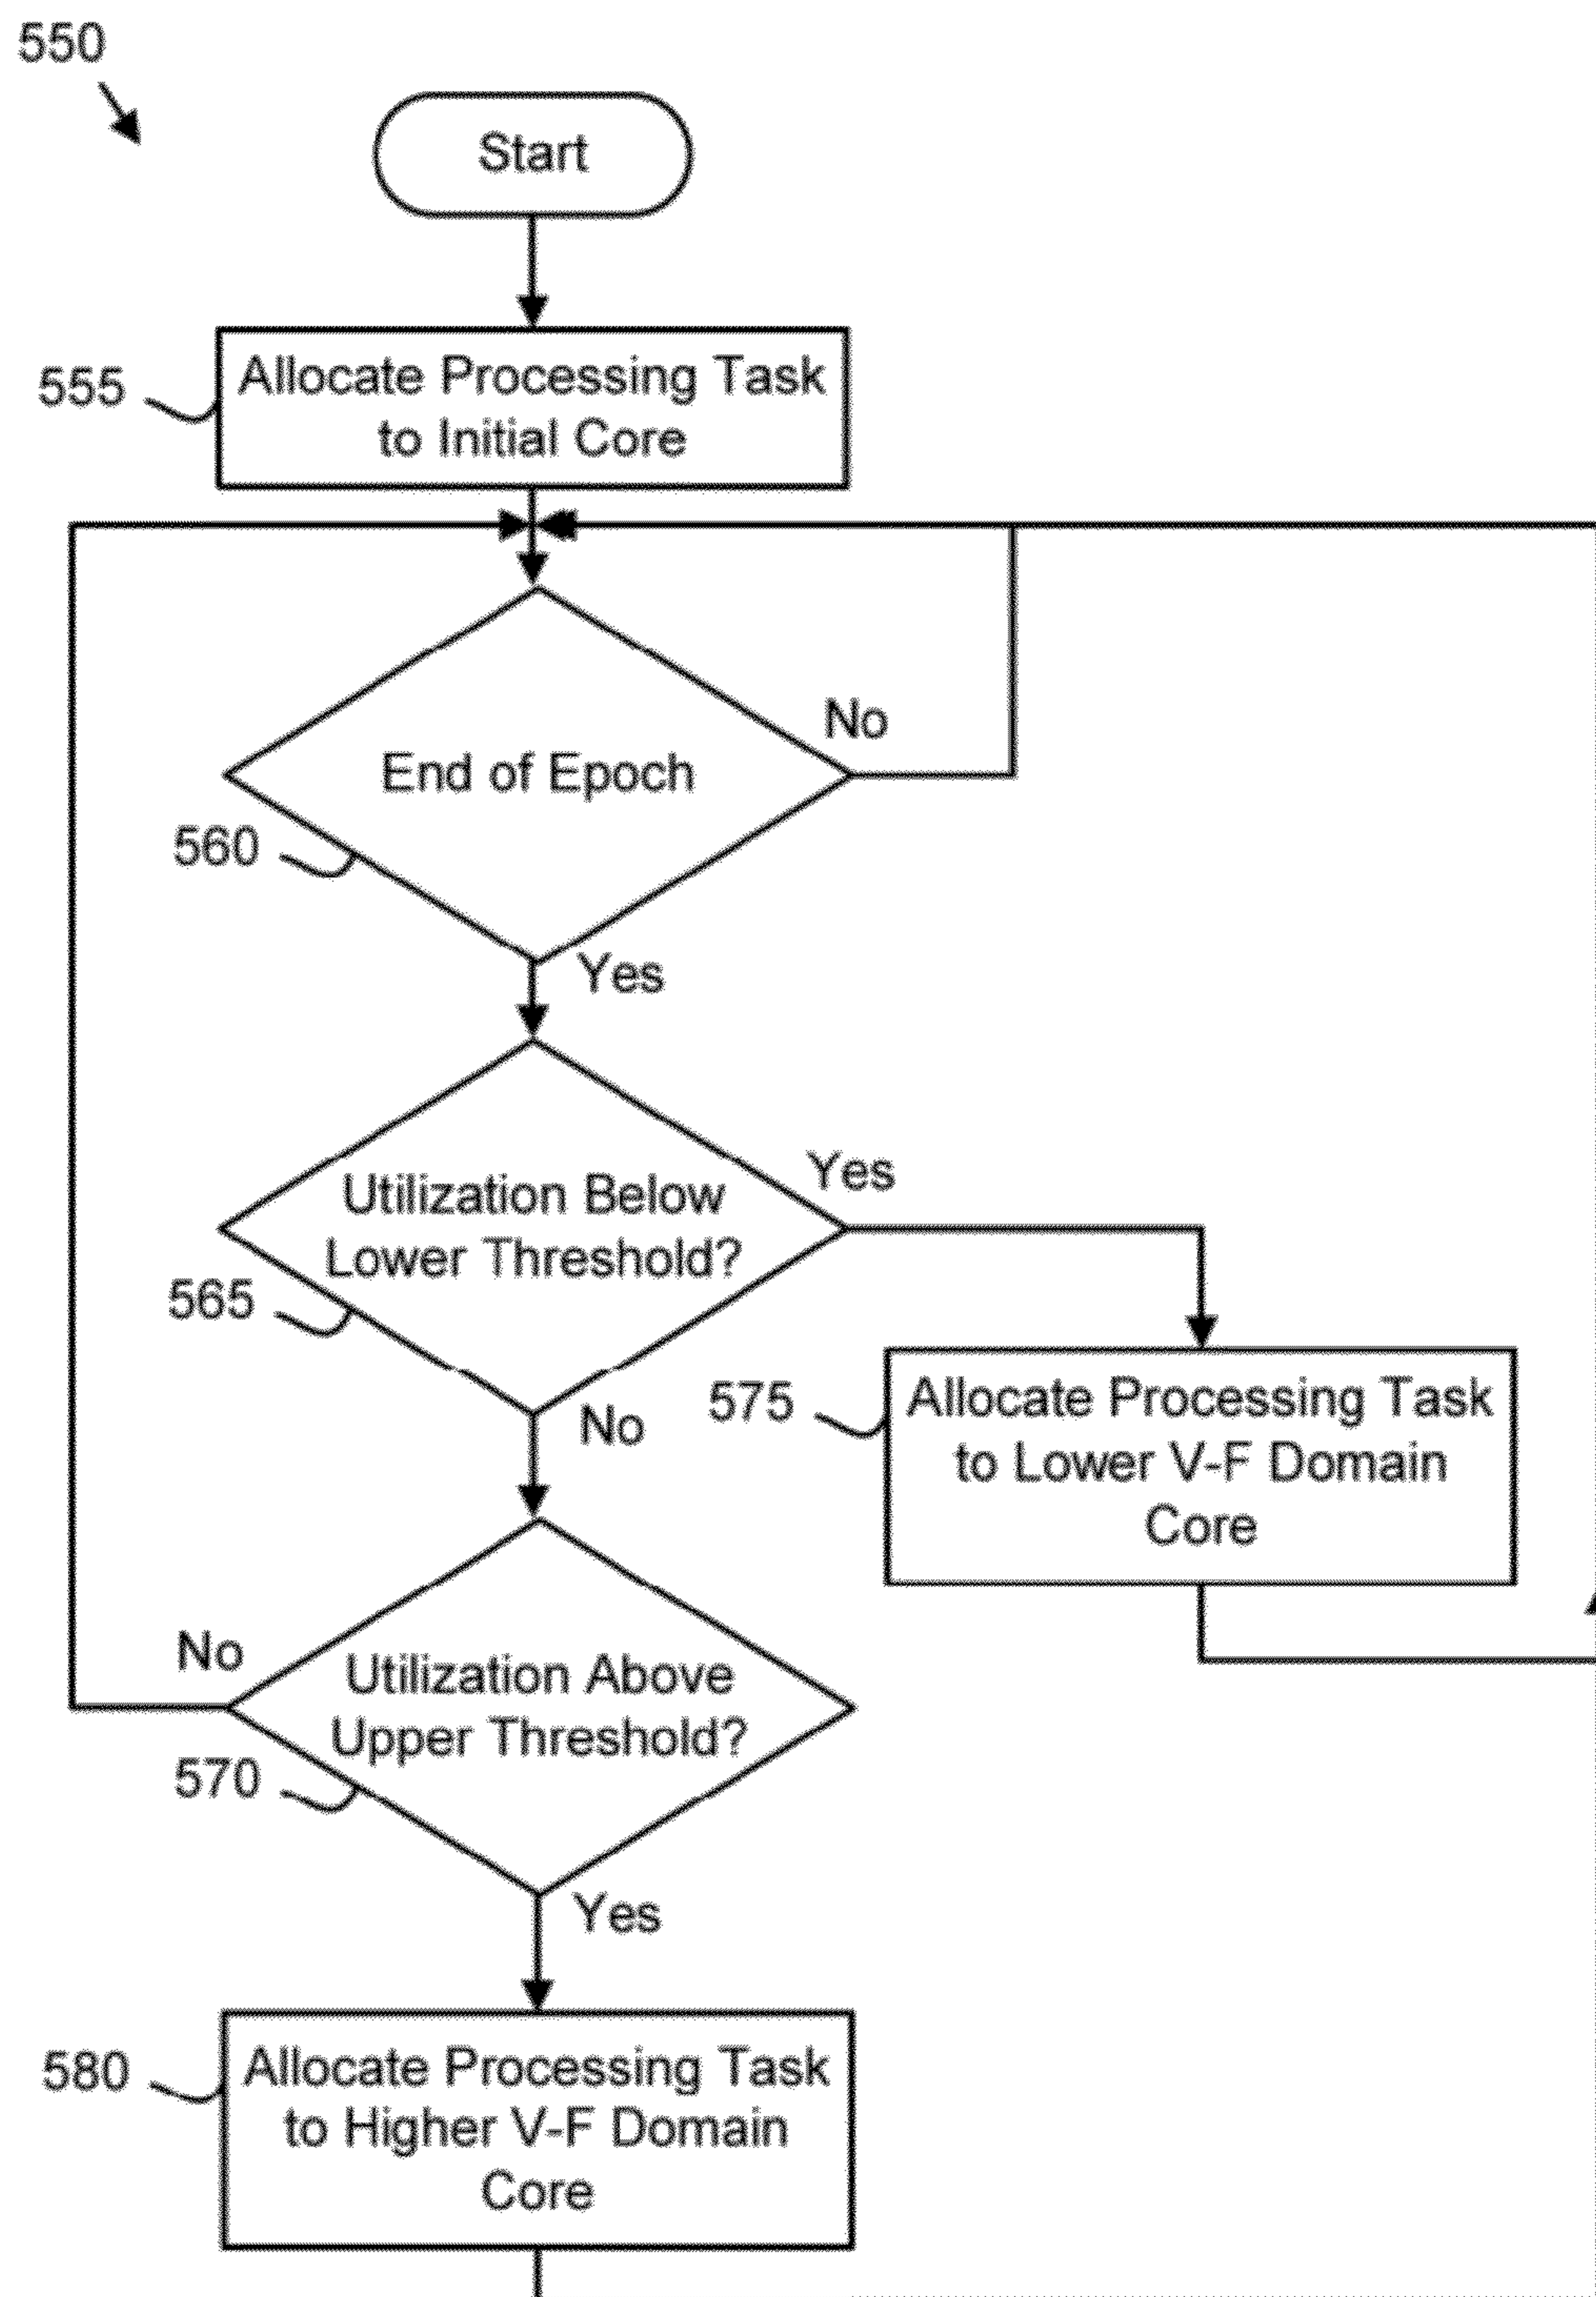 550
Start
555
Allocate Processing Task
to Initial Core
No
End of Epoch
560
Yes
Yes
Utilization Below
Lower Threshold?
565
No
575
Allocate Processing Task
to Lower V-F Domain
Core
No
Utilization Above
Upper Threshold?
570
Yes
580
Allocate Processing Task
to Higher V-F Domain
Core